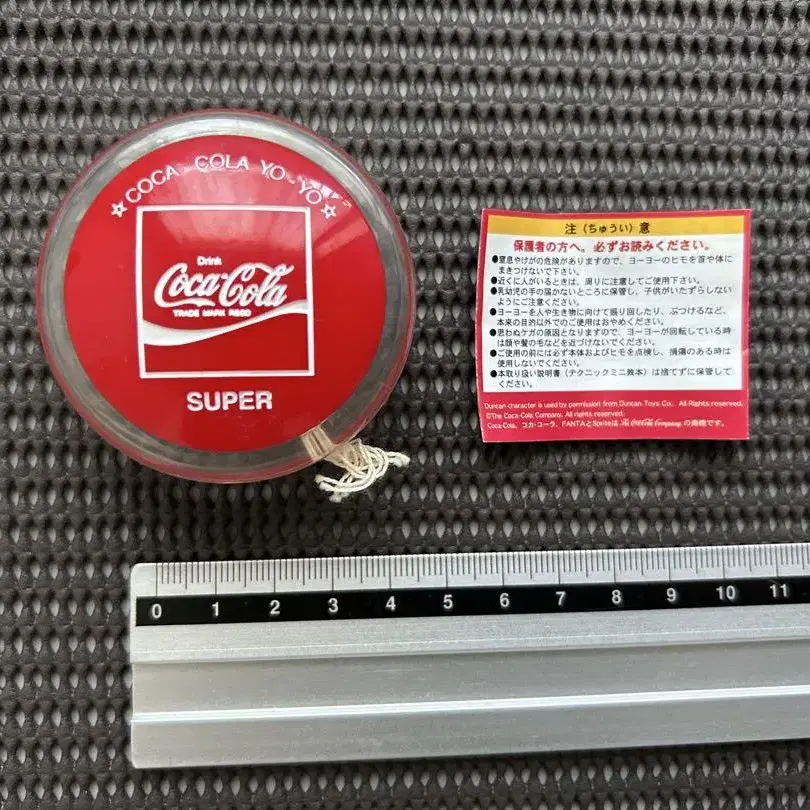 ☆COCA COLA YO-YO☆
Drink
Coca-Cola
TRADE MARK REGD
SUPER
注（ちゅうい）意
保護者の方へ。必ずお読みください。
●窒息やけがの危険がありますので、ヨーヨーのヒモを首や体に
まきつけないで下さい。
●近くに人がいるときは、周りに注意してご使用下さい。
●乳幼児の手の届かないところに保管し、子供がいたずらしない
ようにご注意ください。
●ヨーヨーを人や生き物に向けて振り回したり、ぶつけるなど、
本来の目的以外でのご使用はおやめください。
●思わぬケガの原因となりますので、ヨーヨーが回転している時
は顔や髪の毛などを近づけないでください。
●ご使用の前には必ず本体およびヒモを点検し、損傷のある時は
使用しないでください。
●本取り扱い説明書（テクニックミニ教本）は捨てずに保管して
ください。
Duncan character is used by permission from Duncan Toys Co. All Rights reserved.
©The Coca-Cola Company. All rights reserved.
Coca-Cola、コカ・コーラ、FANTAとSpriteは The Coca-Cola Company の商標です。
0 1 2 3 4 5 6 7 8 9 10 11